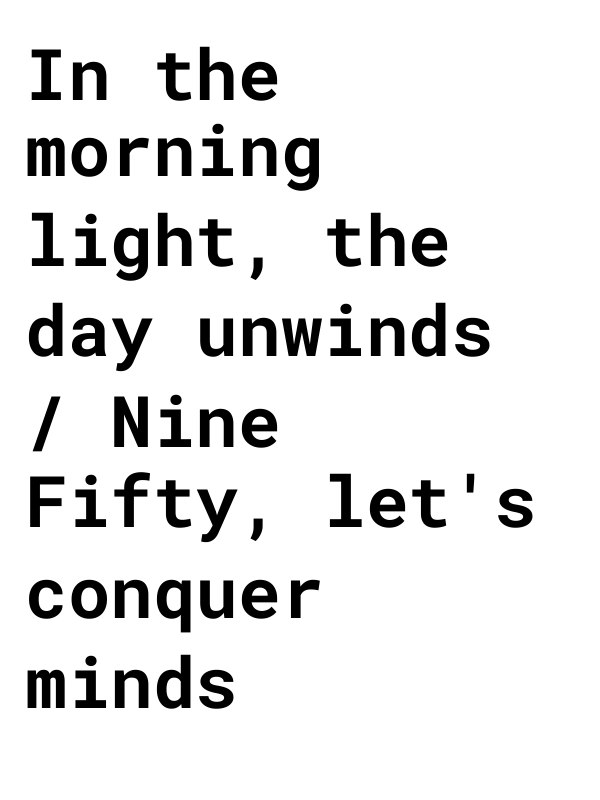 In the
morning
light, the
day unwinds
/ Nine
Fifty, let's
conquer
minds